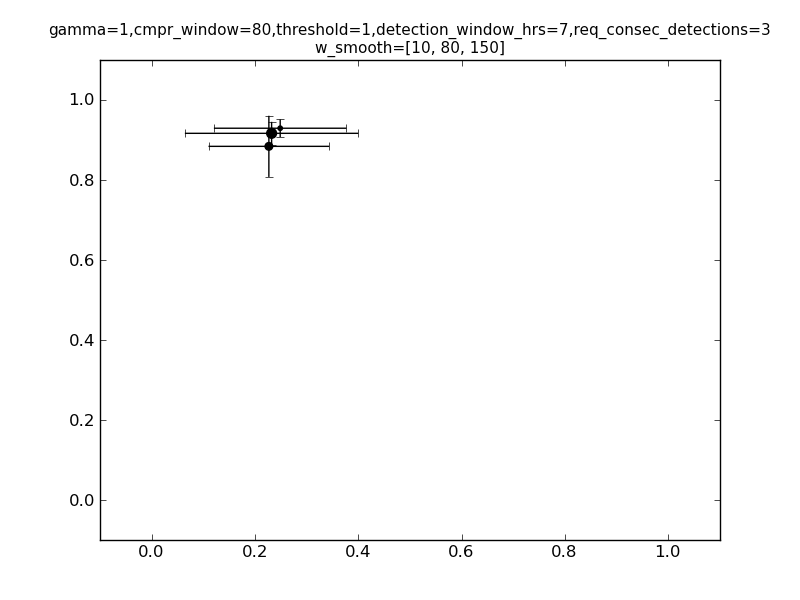 gamma=1,cmpr_window=80,threshold=1,detection_window_hrs=7,req_consec_detections=3
w_smooth=[10, 80, 150]
1.0
0.8
0.6
0.4
0.2
0.0
0.0 0.2 0.4 0.6 0.8 1.0